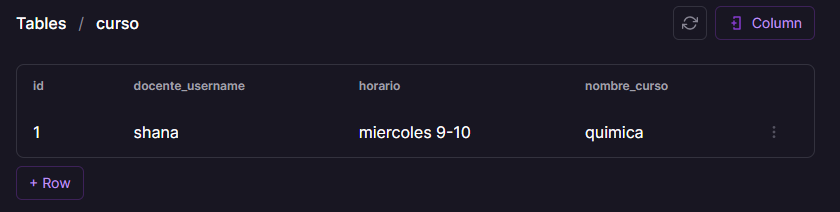 Tables / curso
Column
id docente_username horario nombre_curso
1 shana miercoles 9-10 quimica
+ Row